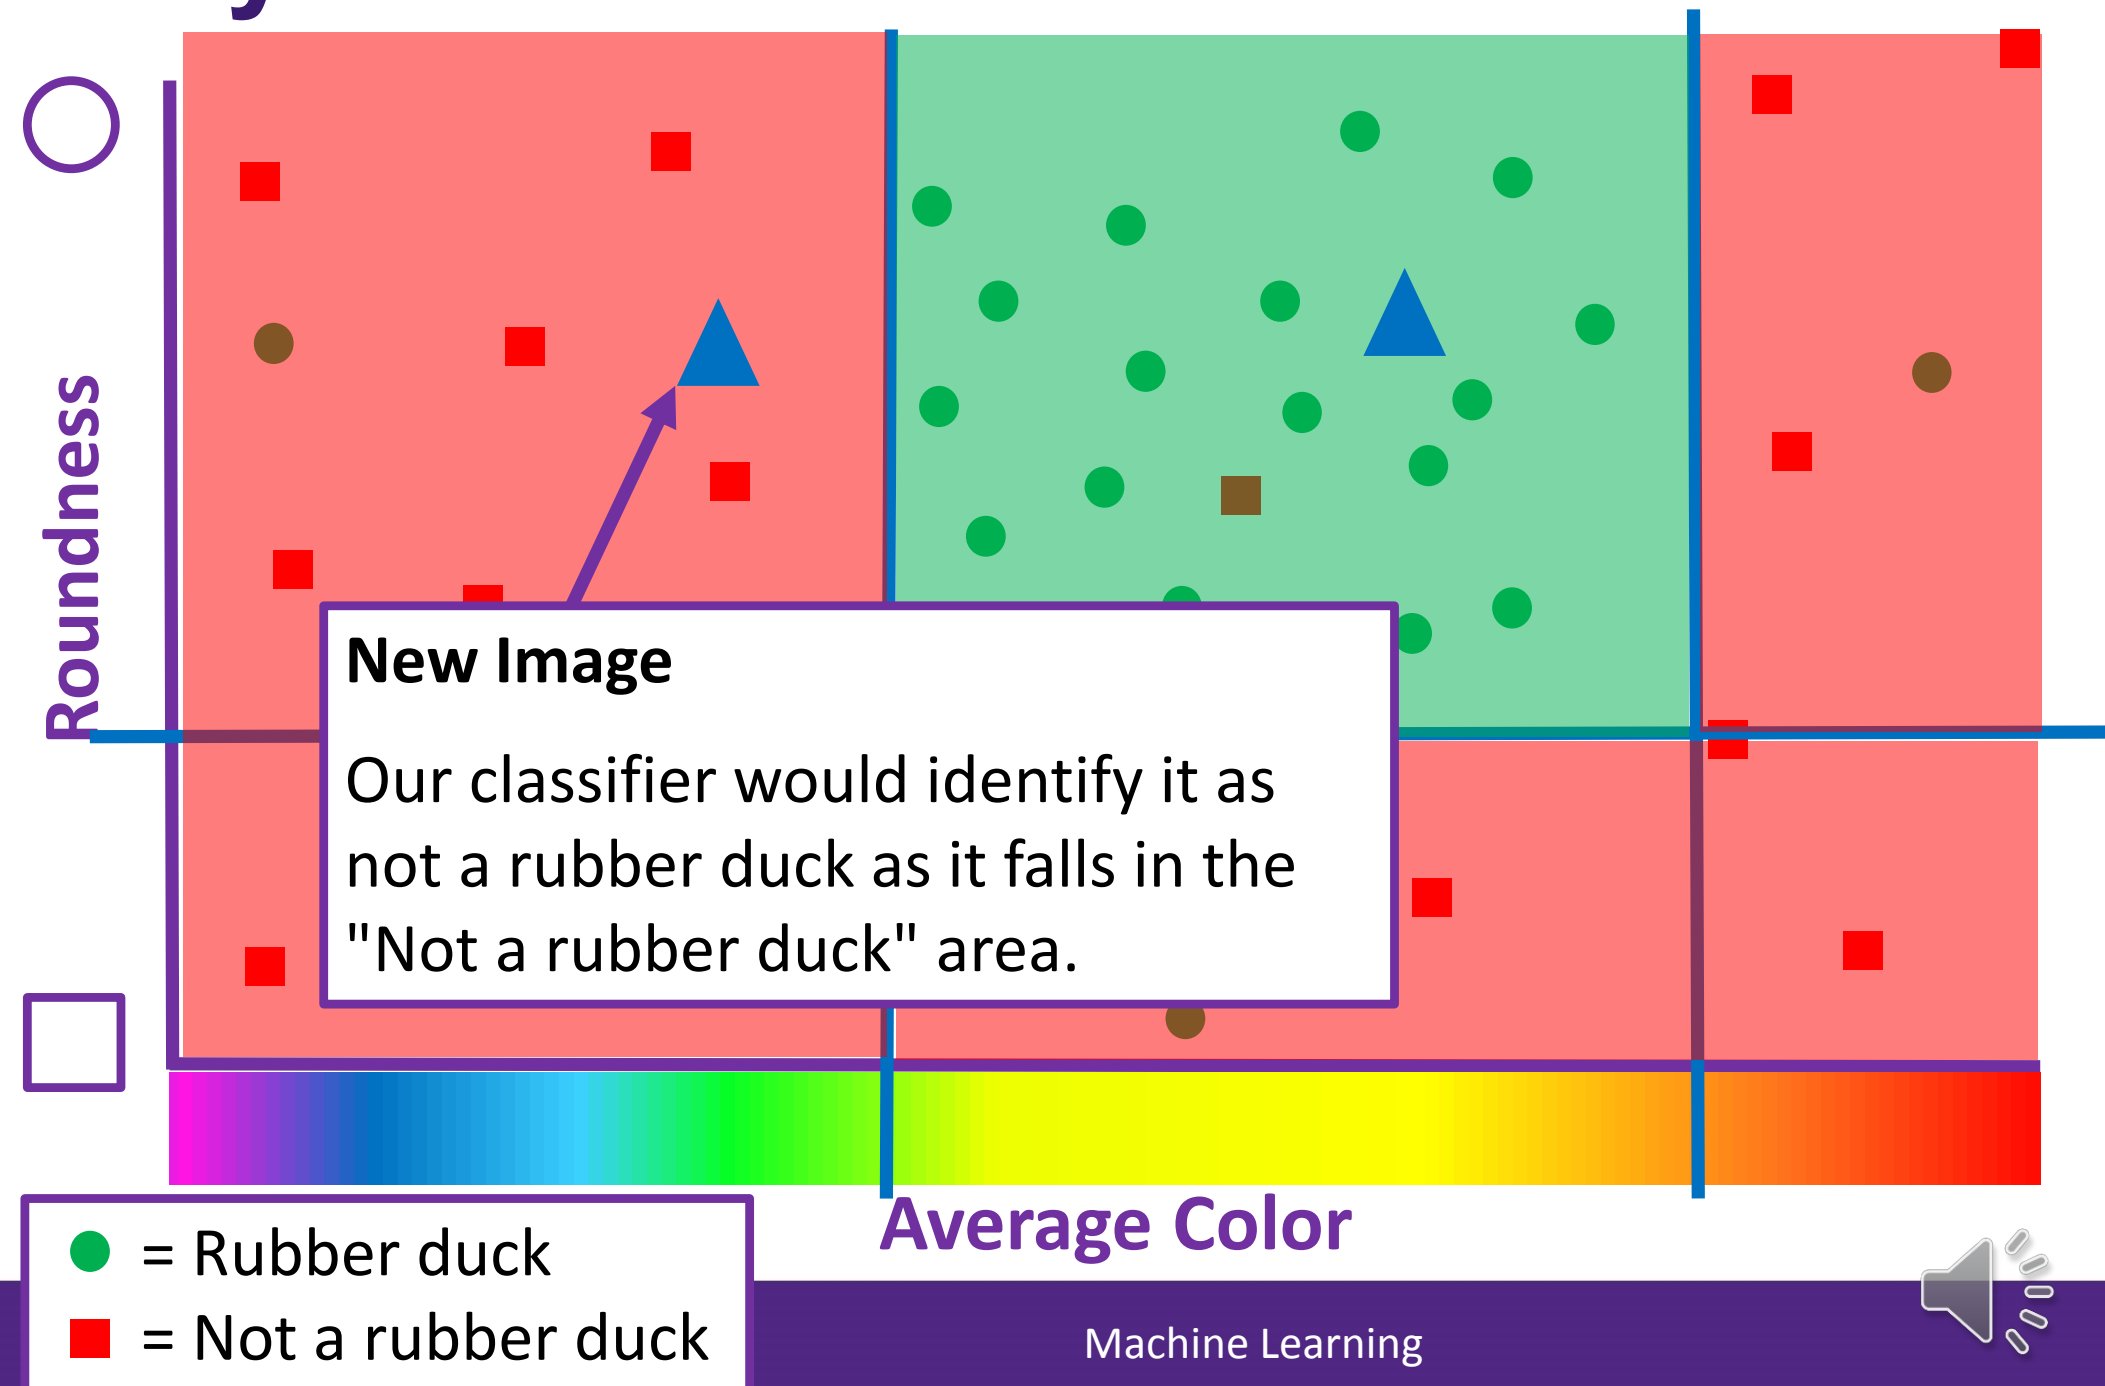 Roundness
New Image
Our classifier would identify it as
not a rubber duck as it falls in the
"Not a rubber duck" area.
Average Color
= Rubber duck
= Not a rubber duck
Machine Learning